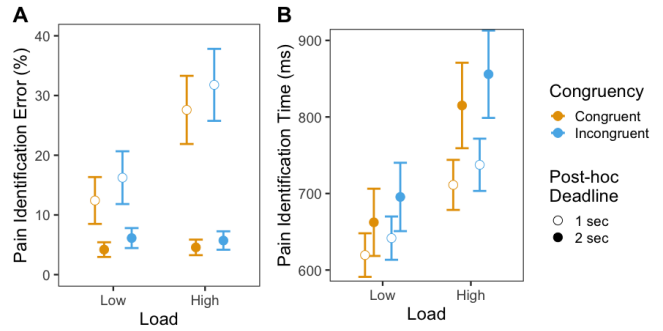 A
Pain Identification Error (%)
40
30
20
10
0
Low
High
Load
B
Pain Identification Time (ms)
900
800
700
600
Low
High
Load
Congruency
Congruent
Incongruent
Post-hoc
Deadline
1 sec
2 sec